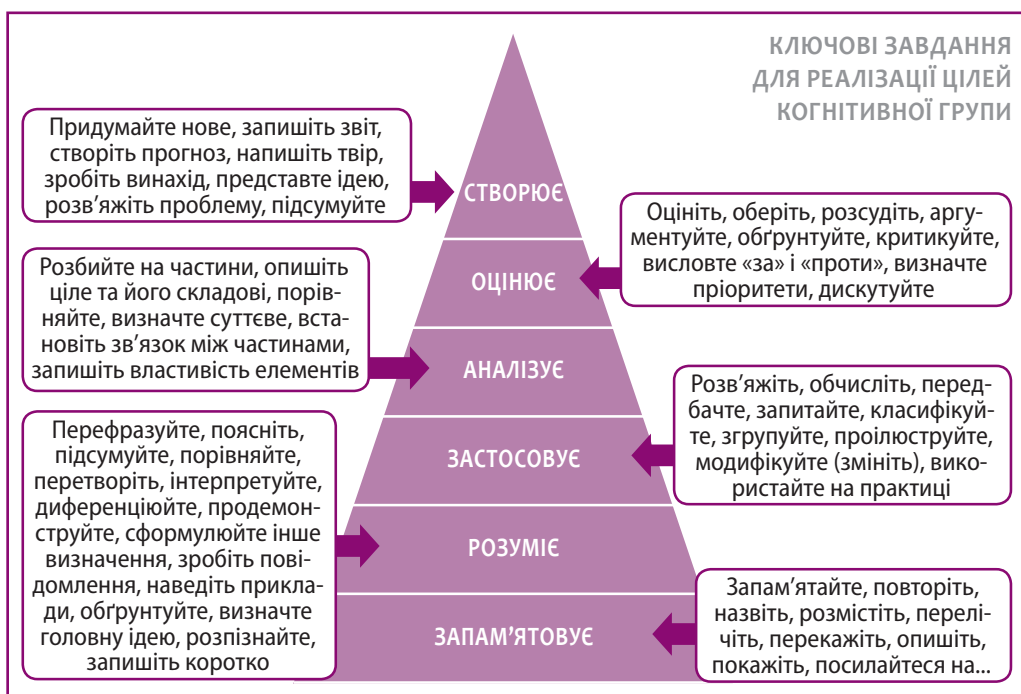 КЛЮЧОВІ ЗАВДАННЯ
ДЛЯ РЕАЛІЗАЦІЇ ЦІЛЕЙ
КОГНІТИВНОЇ ГРУПИ
Придумайте нове, запишіть звіт,
створіть прогноз, напишіть твір,
зробіть винахід, представте ідею,
розв’яжіть проблему, підсумуйте
СТВОРЮЄ
Оцініть, оберіть, розсудіть, аргу-
ментуйте, обґрунтуйте, критикуйте,
висловте «за» і «проти», визначте
пріоритети, дискутуйте
ОЦІНЮЄ
Розбийте на частини, опишіть
ціле та його складові, порів-
няйте, визначте суттєве, вста-
новіть зв’язок між частинами,
запишіть властивість елементів
АНАЛІЗУЄ
Розв’яжіть, обчисліть, перед-
бачте, запитайте, класифікуй-
те, згрупуйте, проілюструйте,
модифікуйте (змініть), вико-
ристайте на практиці
ЗАСТОСОВУЄ
Перефразуйте, поясніть,
підсумуйте, порівняйте,
перетворіть, інтерпретуйте,
диференціюйте, продемон-
струйте, сформулюйте інше
визначення, зробіть пові-
домлення, наведіть прикла-
ди, обґрунтуйте, визначте
головну ідею, розпізнайте,
запишіть коротко
РОЗУМІЄ
Запам’ятайте, повторіть,
назвіть, розмістіть, перелі-
чіть, перекажіть, опишіть,
покажіть, посилайтеся на...
ЗАПАМ’ЯТОВУЄ